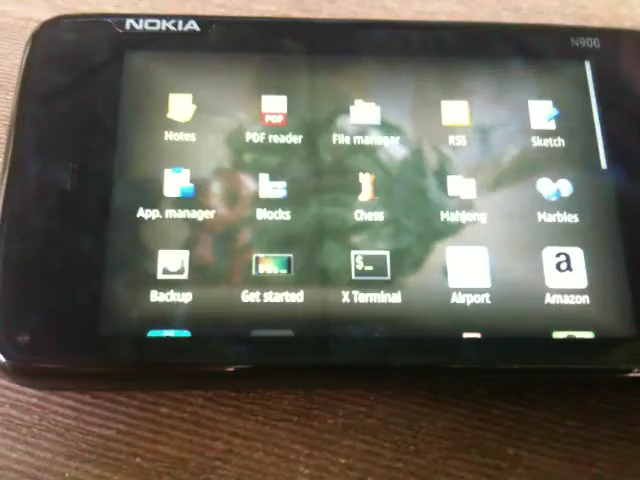 NOKIA
N900
Notes PDF reader File manager RSS Sketch
PDF
App. manager Blocks Chess Mahjong Marbles
Backup Get started X Terminal Airport Amazon
$_
a